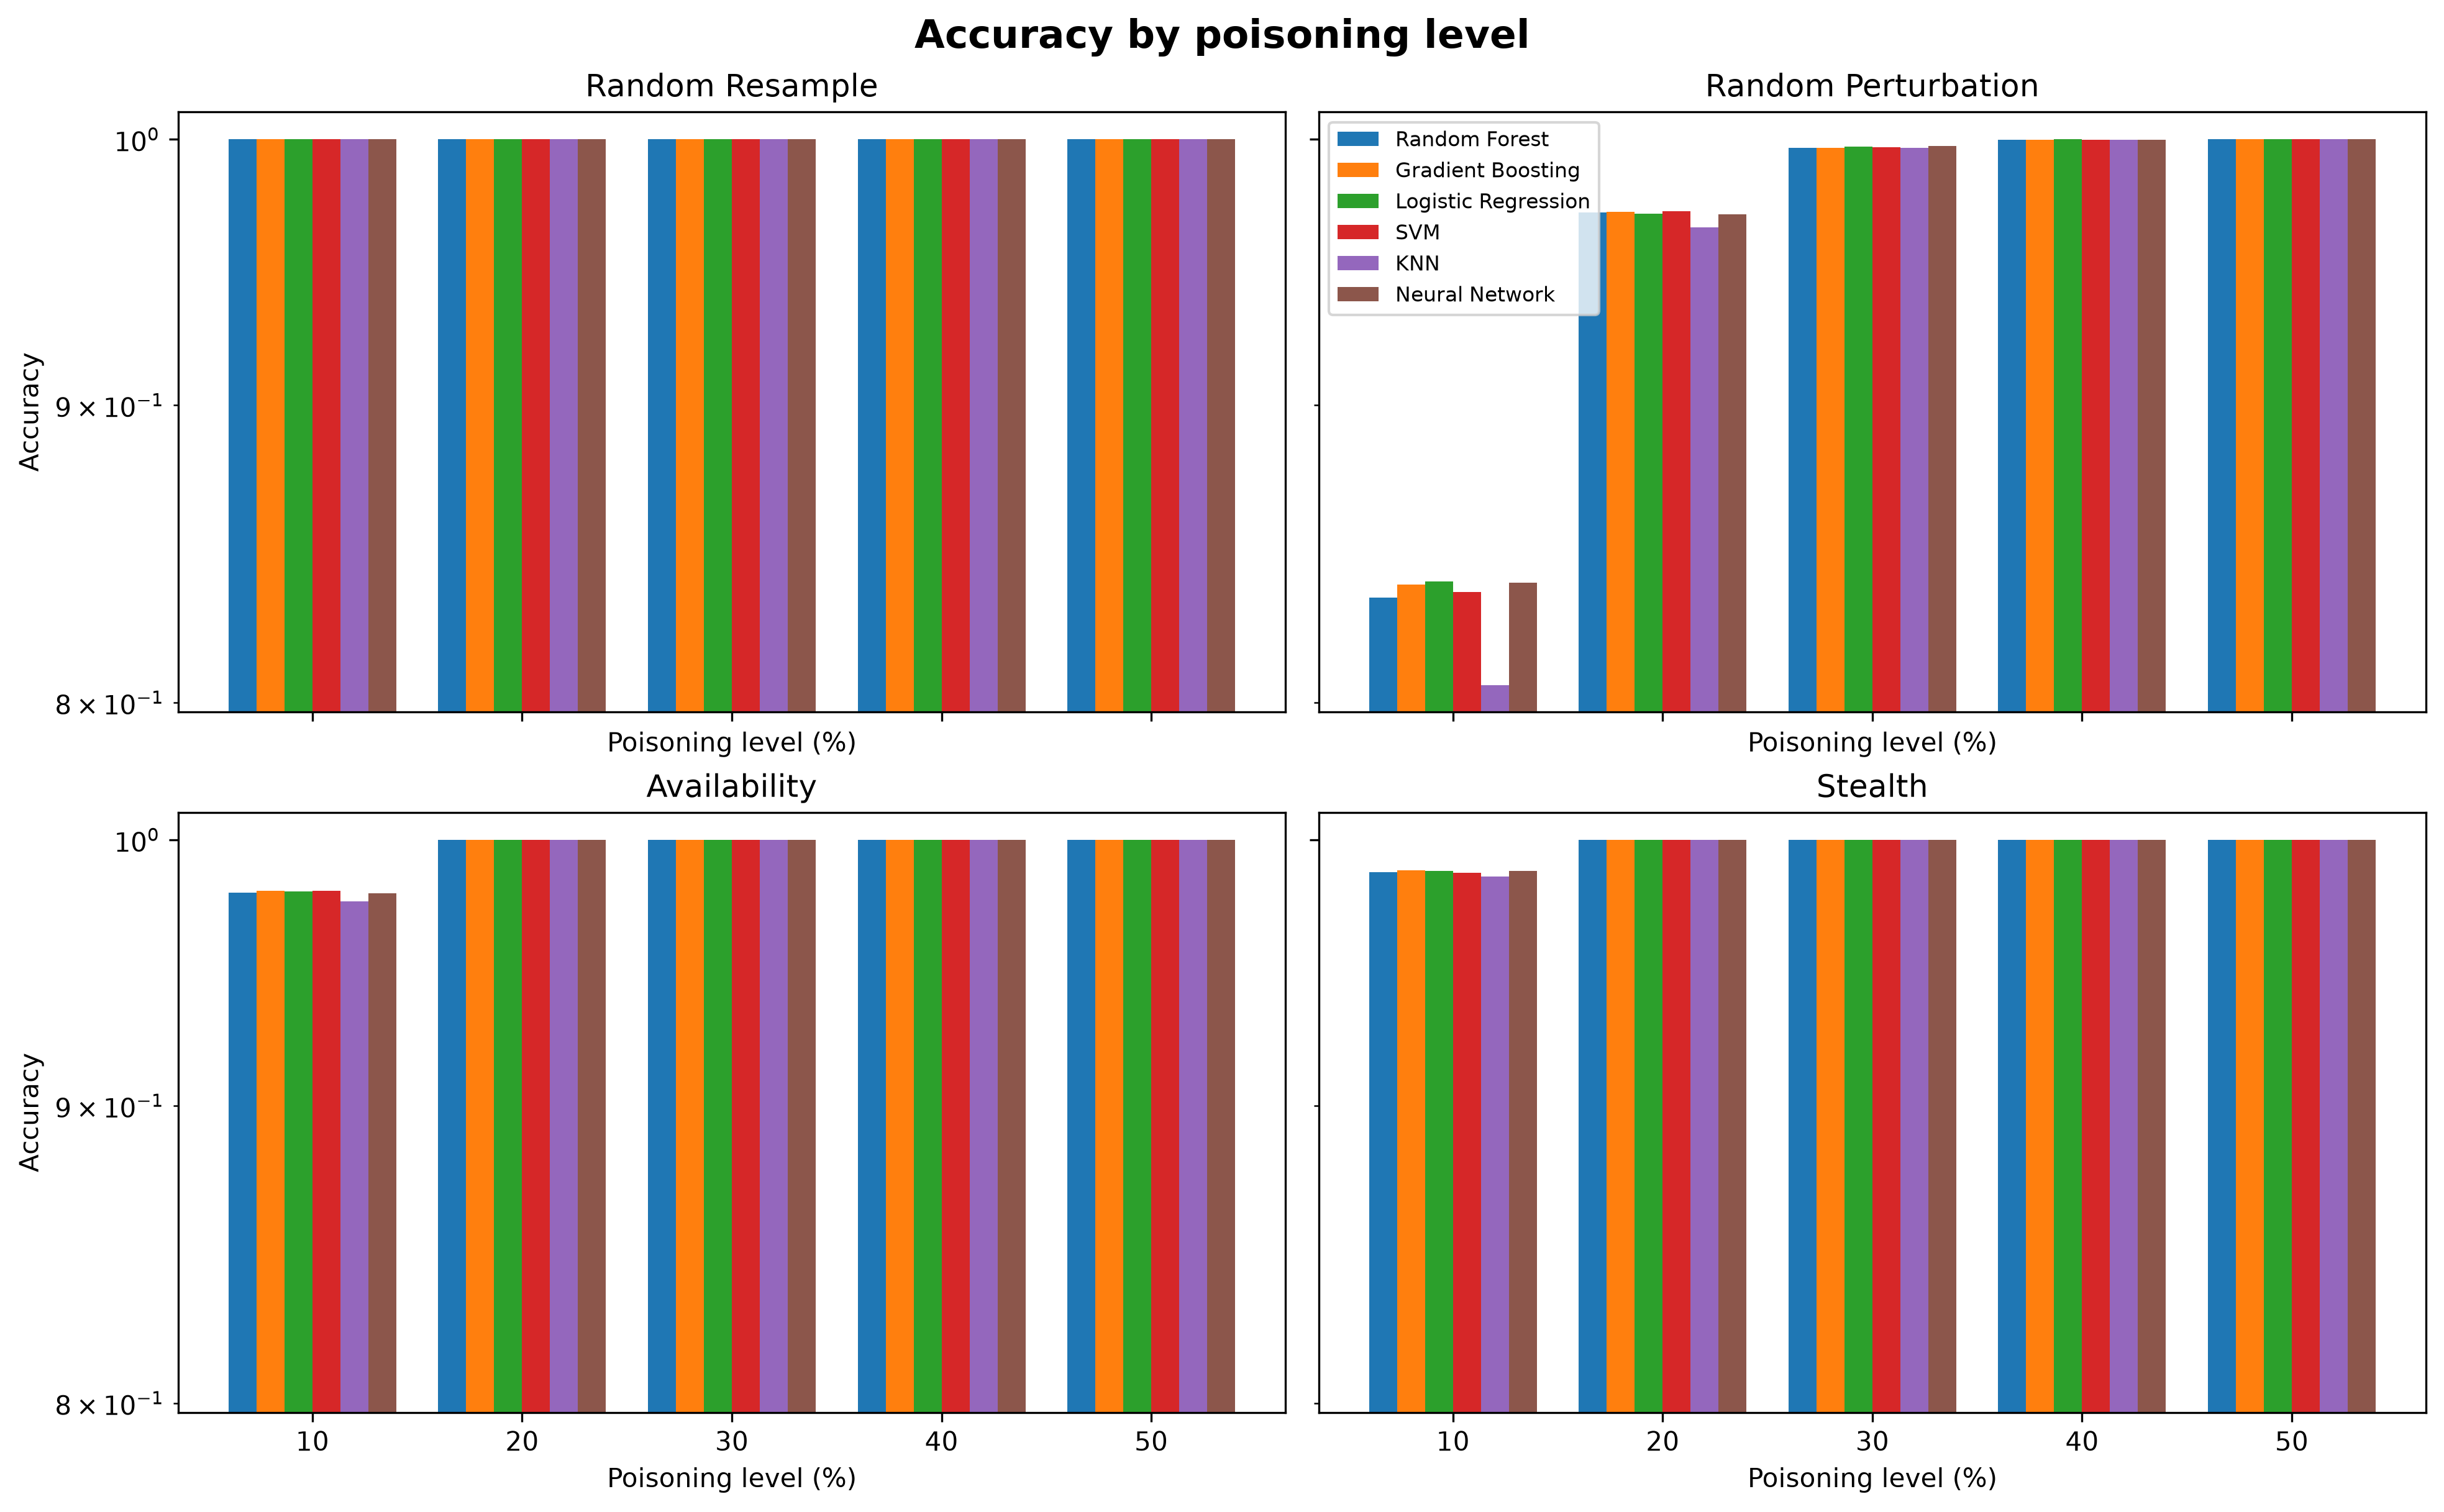 Accuracy by poisoning level
Random Resample
Random Perturbation
Accuracy
10⁰
9 × 10⁻¹
8 × 10⁻¹
Random Forest
Gradient Boosting
Logistic Regression
SVM
KNN
Neural Network
Poisoning level (%)
Poisoning level (%)
Availability
Stealth
Accuracy
10⁰
9 × 10⁻¹
8 × 10⁻¹
10 20 30 40 50
10 20 30 40 50
Poisoning level (%)
Poisoning level (%)